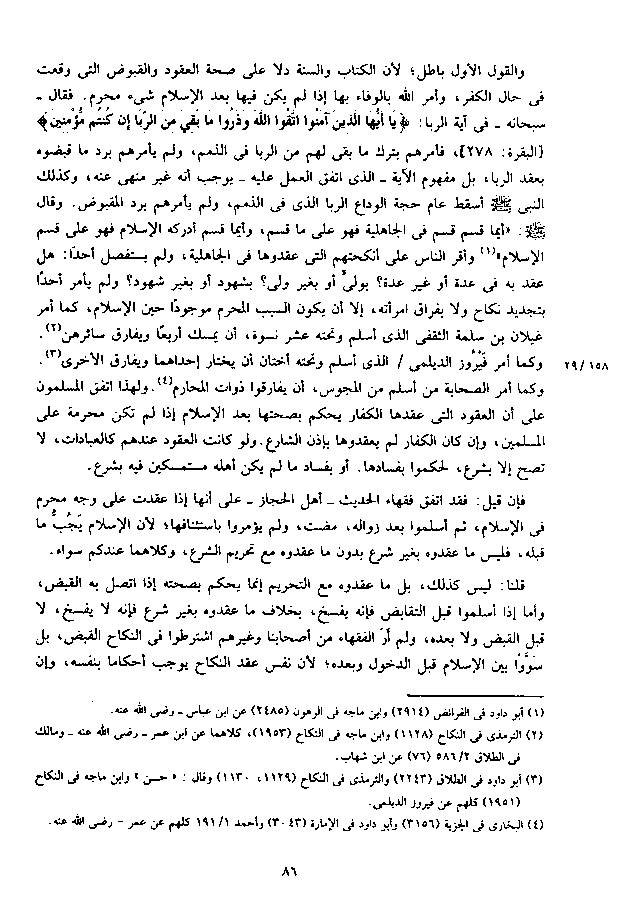 والقول الأول باطل؛ لأن الكتاب والسنة دلا على صحة العقود والقبوض التى وقعت
فى حال الكفر، وأمر الله بالوفاء بها إذا لم يكن فيها بعد الإسلام شىء محرم. فقال ـ
سبحانه ـ فى آية الربا: ﴿يَا أَيُّهَا الَّذِينَ آمَنُوا اتَّقُوا اللَّهَ وَذَرُوا مَا بَقِيَ مِنَ الرِّبَا إِن كُنتُم مُّؤْمِنِينَ﴾
[البقرة: ٢٧٨]، فأمرهم بترك ما بقى لهم من الربا فى الذمم، ولم يأمرهم برد ما قبضوه
بعقد الربا، بل مفهوم الآية ـ الذى اتفق العمل عليه ـ يوجب أنه غير منهى عنه، وكذلك
النبى ﷺ أسقط عام حجة الوداع الربا الذى فى الذمم، ولم يأمرهم برد المقبوض. وقال
ﷺ: «أيما قسم قسم فى الجاهلية فهو على ما قسم، وأيما قسم أدركه الإسلام فهو على قسم
الإسلام»(١) وأقر الناس على أنكحتهم التى عقدوها فى الجاهلية، ولم يستفصل أحدًا: هل
عقد به فى عدة أو غير عدة؟ بولىٍّ أو بغير ولى؟ بشهود أو بغير شهود؟ ولم يأمر أحدًا
بتجديد نكاح ولا بفراق امرأته، إلا أن يكون السبب المحرم موجودًا حين الإسلام، كما أمر
غيلان بن سلمة الثقفى الذى أسلم وتحته عشر نسوة، أن يمسك أربعًا ويفارق سائرهن(٢).
وكما أمر فَيْرُوز الديلمى / الذى أسلم وتحته أختان أن يختار إحداهما ويفارق الأخرى(٣). ٢٩/١٥٨
وكما أمر الصحابة من أسلم من المجوس، أن يفارقوا ذوات المحارم(٤). ولهذا اتفق المسلمون
على أن العقود التى عقدها الكفار يحكم بصحتها بعد الإسلام إذا لم تكن محرمة على
المسلمين، وإن كان الكفار لم يعقدوها بإذن الشارع. ولو كانت العقود عندهم كالعبادات، لا
تصح إلا بشرع، لحكموا بفسادها. أو بفساد ما لم يكن أهله مستمسكين فيه بشرع.
فإن قيل: فقد اتفق فقهاء الحديث ـ أهل الحجاز ـ على أنها إذا عقدت على وجه محرم
فى الإسلام، ثم أسلموا بعد زواله، مضت، ولم يؤمروا باستئنافها؛ لأن الإسلام يَجُبُّ ما
قبله، فليس ما عقدوه بغير شرع بدون ما عقدوه مع تحريم الشرع، وكلاهما عندكم سواء.
قلنا: ليس كذلك، بل ما عقدوه مع التحريم إنما يحكم بصحته إذا اتصل به القبض،
وأما إذا أسلموا قبل التقابض فإنه يفسخ، بخلاف ما عقدوه بغير شرع فإنه لا يفسخ، لا
قبل القبض ولا بعده، ولم أرَ الفقهاء من أصحابنا وغيرهم اشترطوا فى النكاح القبض، بل
سَوَّوْا بين الإسلام قبل الدخول وبعده؛ لأن نفس عقد النكاح يوجب أحكاما بنفسه، وإن
(١) أبو داود فى الفرائض (٢٩١٤) وابن ماجه فى الرهون (٢٤٨٥) عن ابن عباس ـ رضى الله عنه.
(٢) الترمذى فى النكاح (١١٢٨) وابن ماجه فى النكاح (١٩٥٣)، كلاهما عن ابن عمر ـ رضى الله عنه ـ ومالك
فى الطلاق ٥٨٦/٢ (٧٦) عن ابن شهاب.
(٣) أبو داود فى الطلاق (٢٢٤٣) والترمذى فى النكاح (١١٢٩، ١١٣٠) وقال: «حسن» وابن ماجه فى النكاح
(١٩٥١) كلهم عن فيروز الديلمى.
(٤) البخارى فى الجزية (٣١٥٦) وأبو داود فى الإمارة (٣٠٤٣) وأحمد ١٩١/١ كلهم عن عمر ـ رضى الله عنه.
٨٦